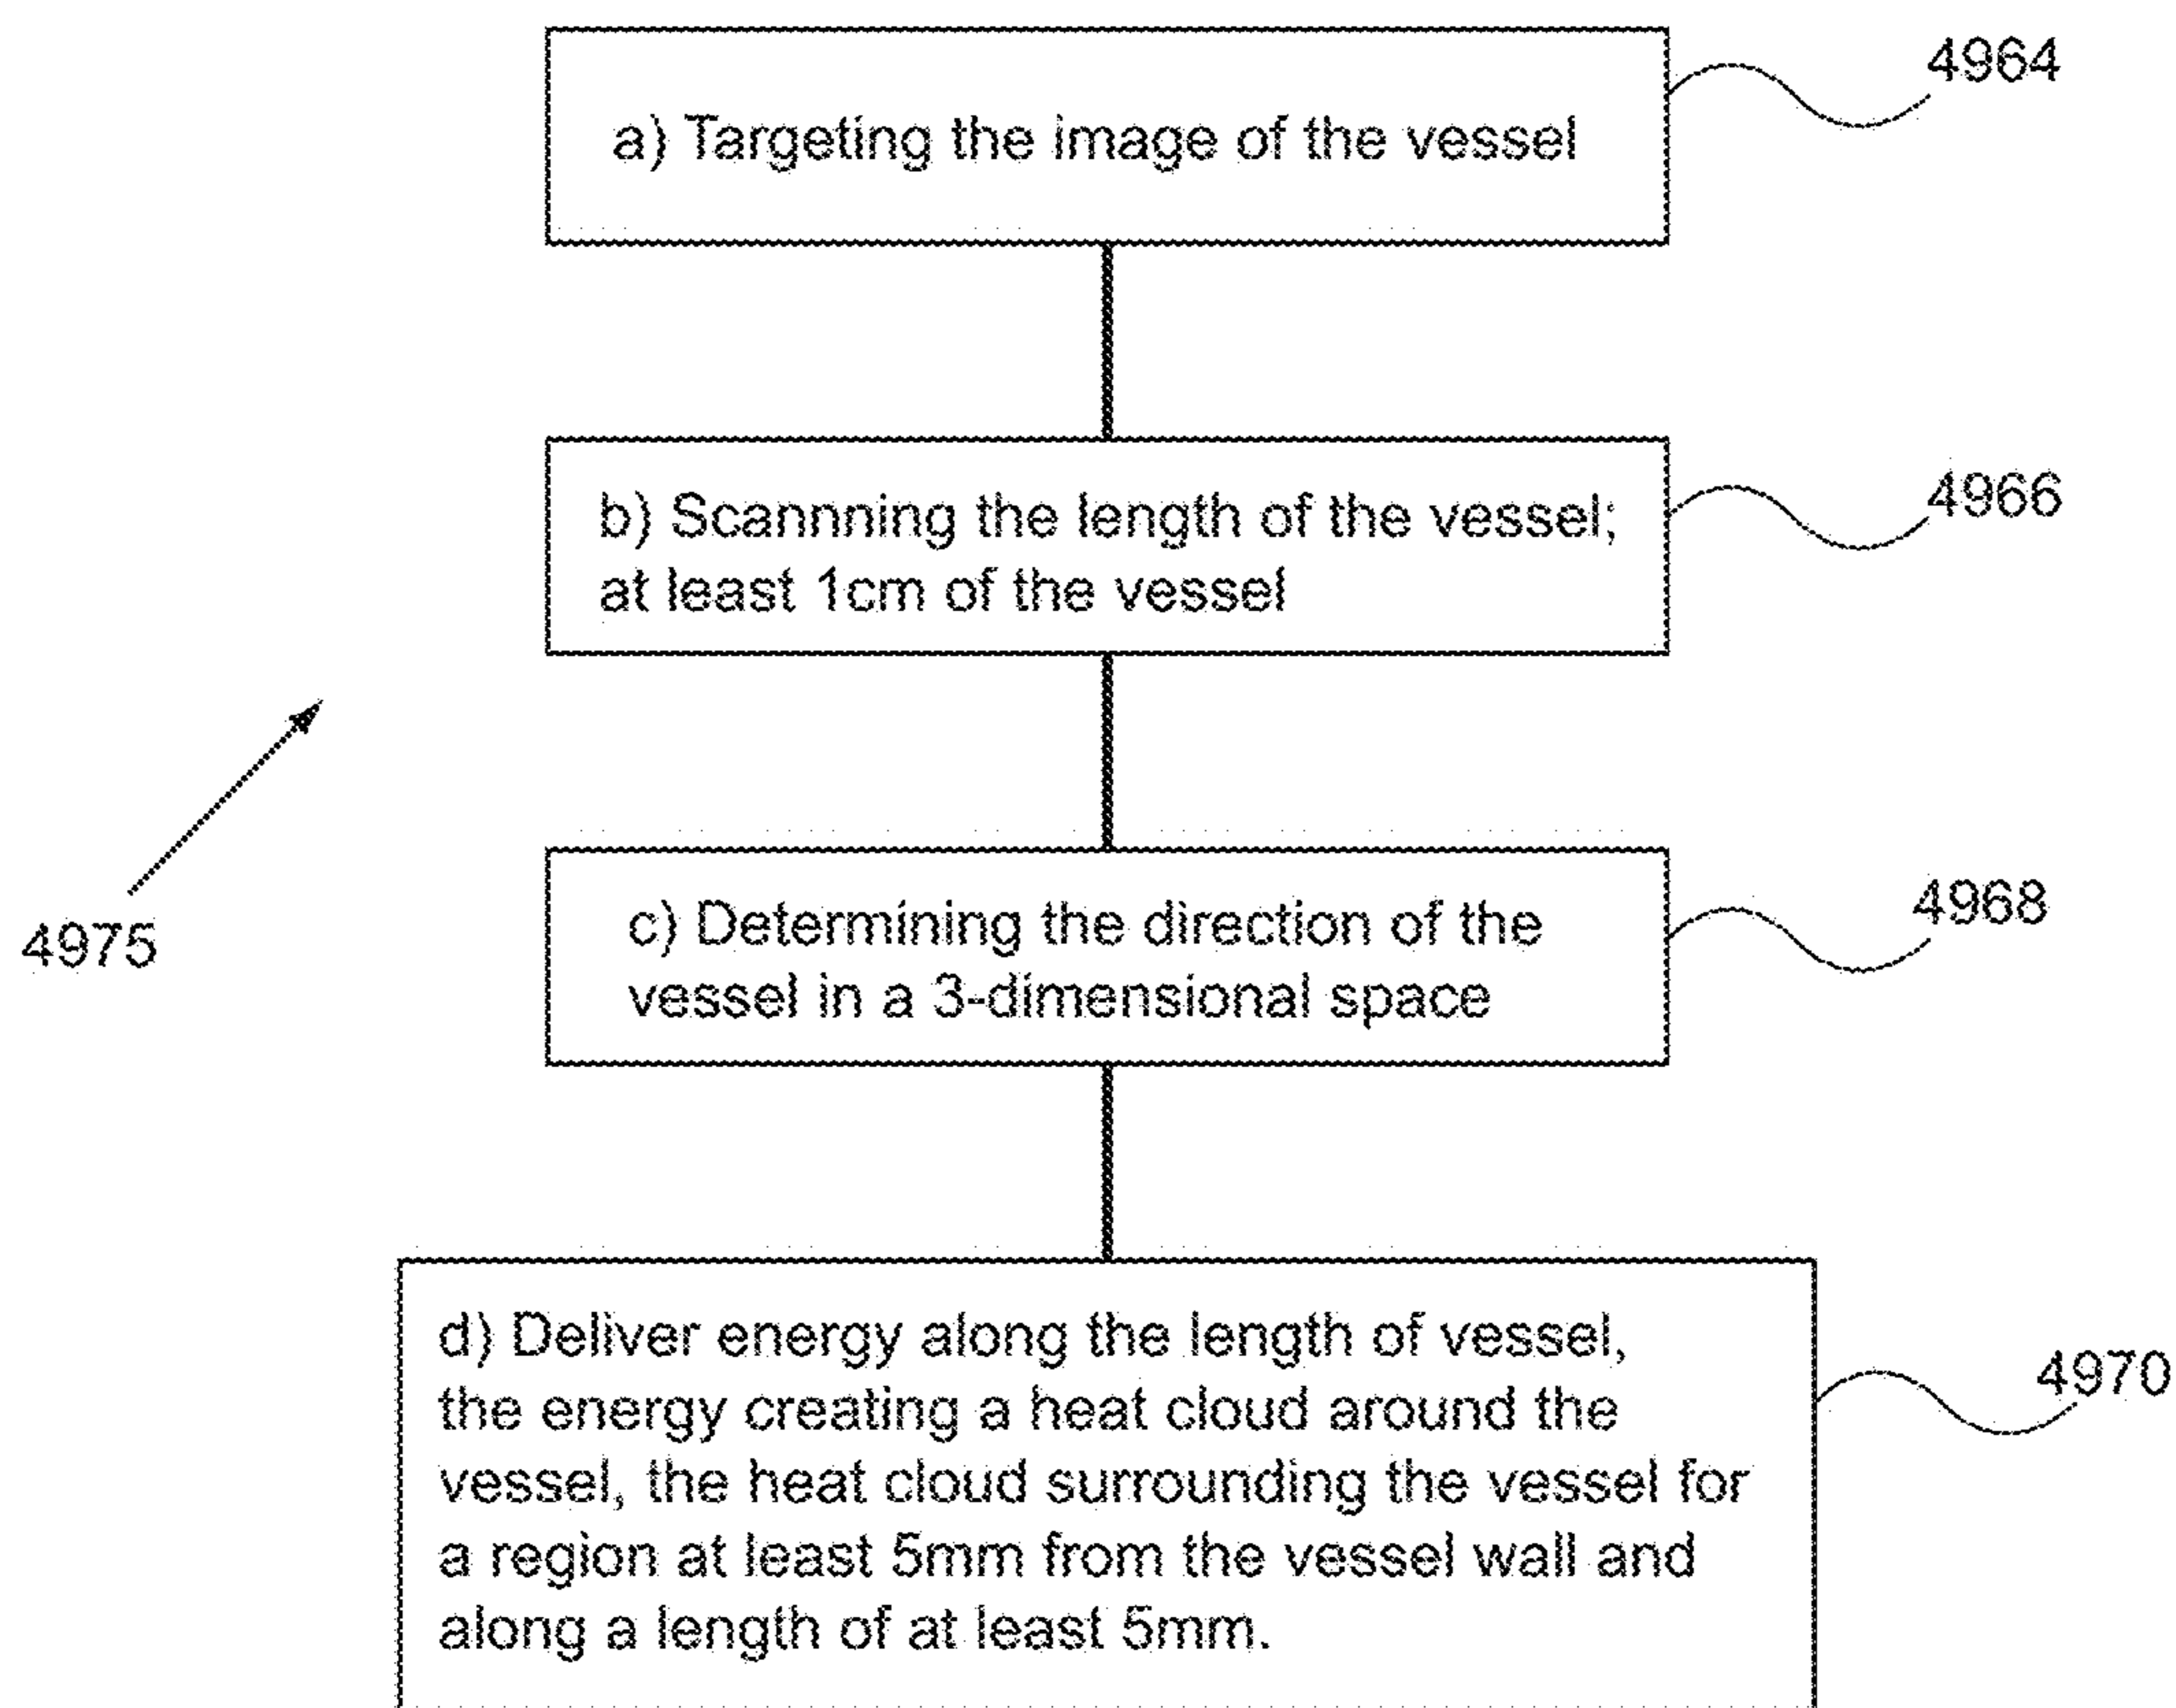 a) Targeting the image of the vessel
4964
b) Scannning the length of the vessel;
at least 1cm of the vessel
4966
c) Determining the direction of the
vessel in a 3-dimensional space
4968
4975
d) Deliver energy along the length of vessel,
the energy creating a heat cloud around the
vessel, the heat cloud surrounding the vessel for
a region at least 5mm from the vessel wall and
along a length of at least 5mm.
4970